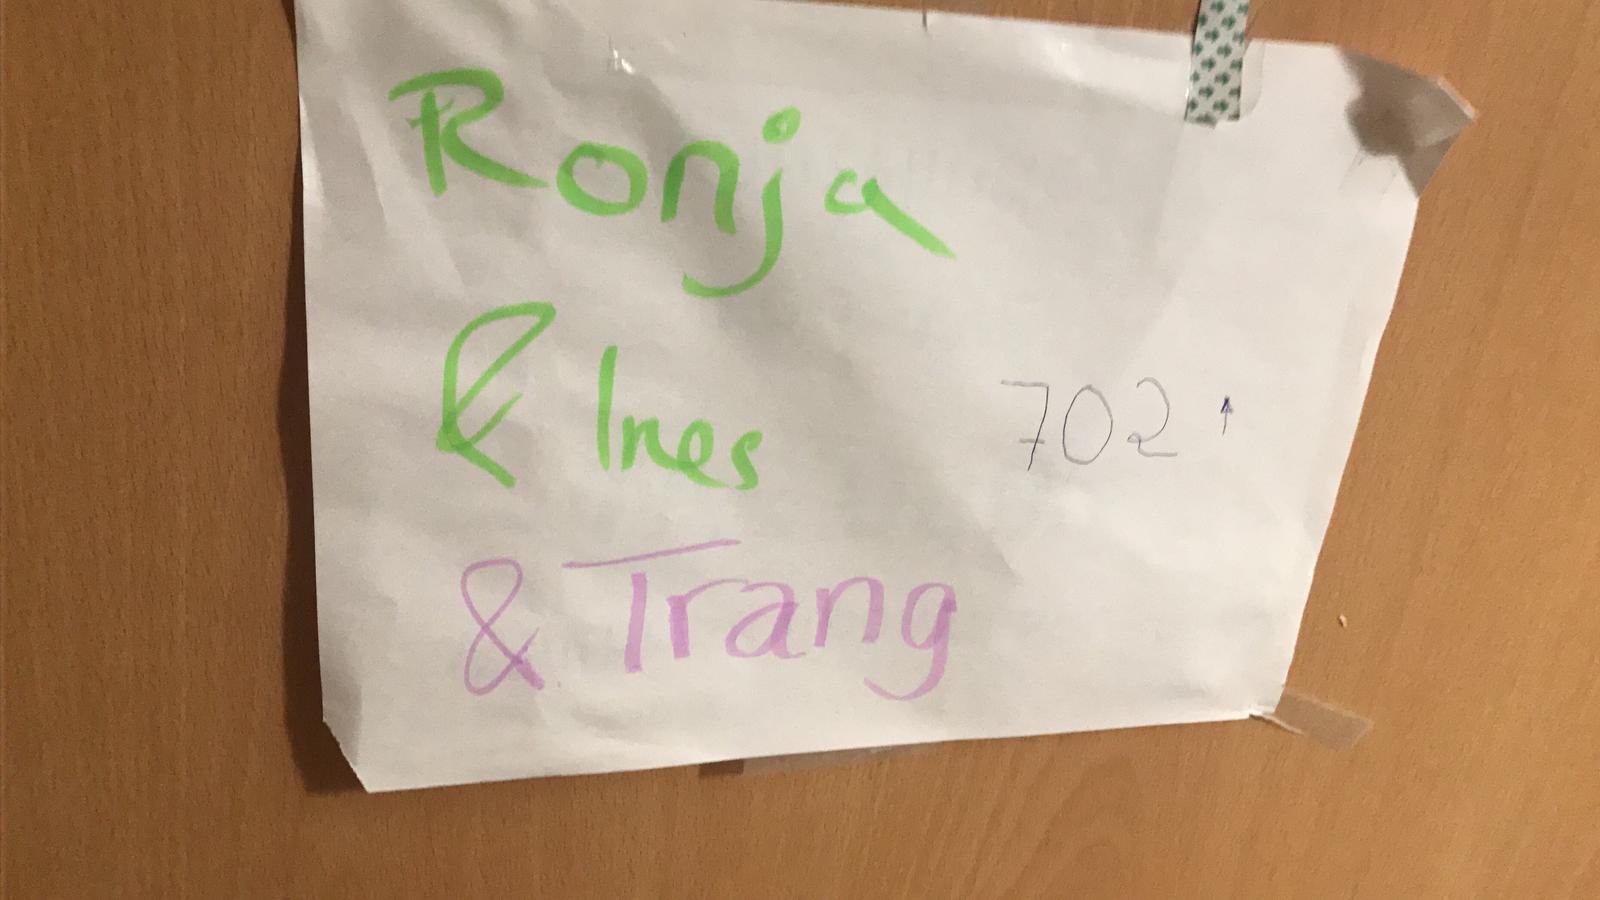 Ronja
& Ines
702 ↑
& Trang